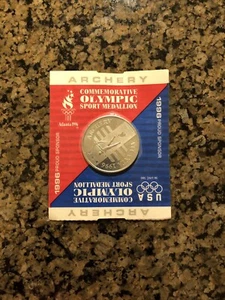 ARCHERY
COMMEMORATIVE
OLYMPIC
SPORT MEDALLION
Atlanta 1996
1996 PROUD SPONSOR
1996
1996 PROUD SPONSOR
USA
COMMEMORATIVE
OLYMPIC
SPORT MEDALLION
ARCHERY